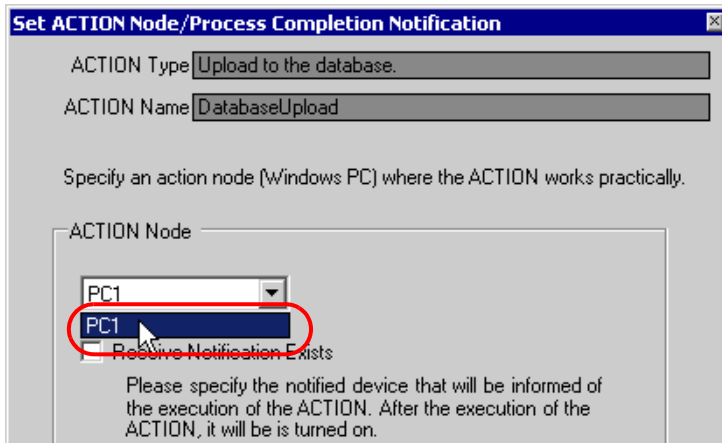 Set ACTION Node/Process Completion Notification
ACTION Type Upload to the database.
ACTION Name DatabaseUpload
Specify an action node (Windows PC) where the ACTION works practically.
ACTION Node
PC1
PC1
Receive Notification Exists
Please specify the notified device that will be informed of
the execution of the ACTION. After the execution of the
ACTION, it will be is turned on.